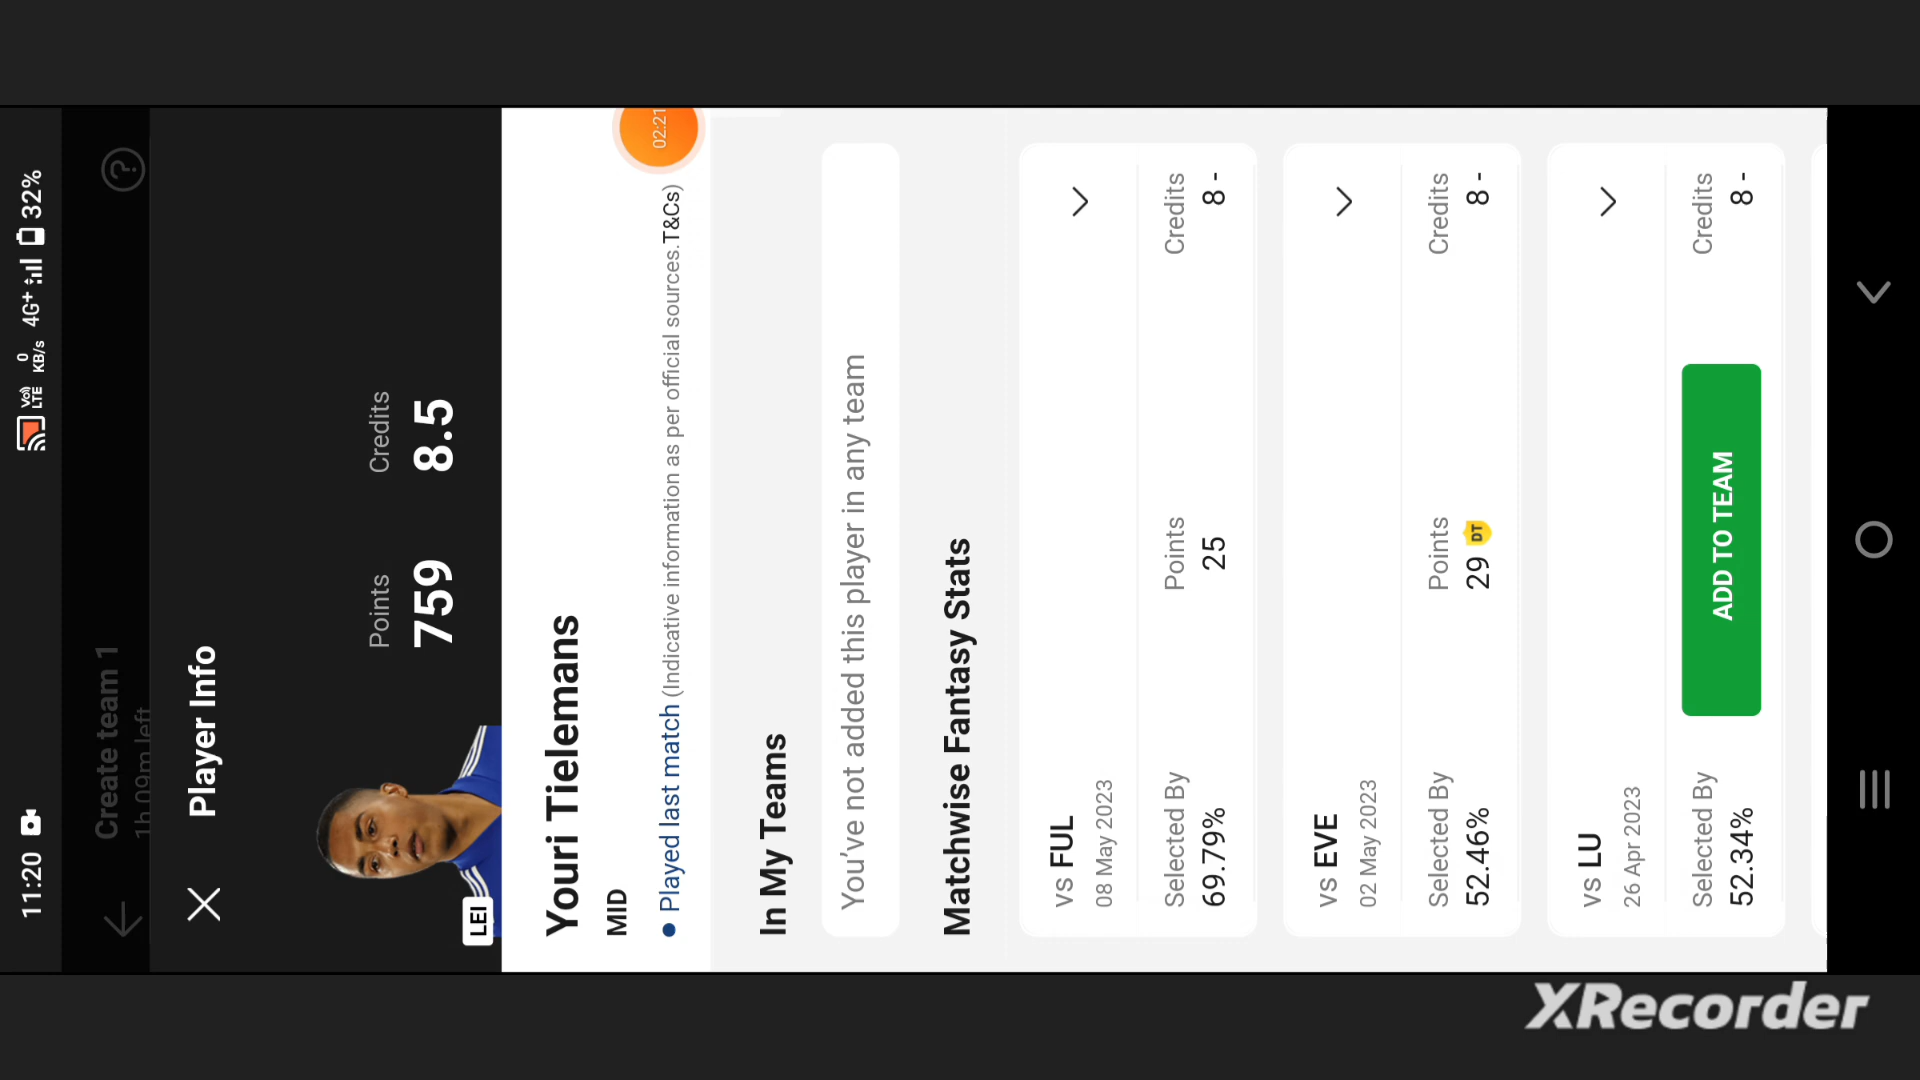 11:20 Vo) LTE 0 KB/s 4G+ 32%
Create team 1
1h 09m left
?
Player Info
Points
Credits
759
8.5
LEI
Youri Tielemans
MID
02:21
Played last match (Indicative information as per official sources.T&Cs)
In My Teams
You've not added this player in any team
Matchwise Fantasy Stats
vs FUL
08 May 2023
Selected By
Points
Credits
69.79%
25
8 -
vs EVE
02 May 2023
Selected By
Points
Credits
52.46%
29 DT
8 -
vs LU
26 Apr 2023
Selected By
Credits
52.34%
ADD TO TEAM
8 -
XRecorder